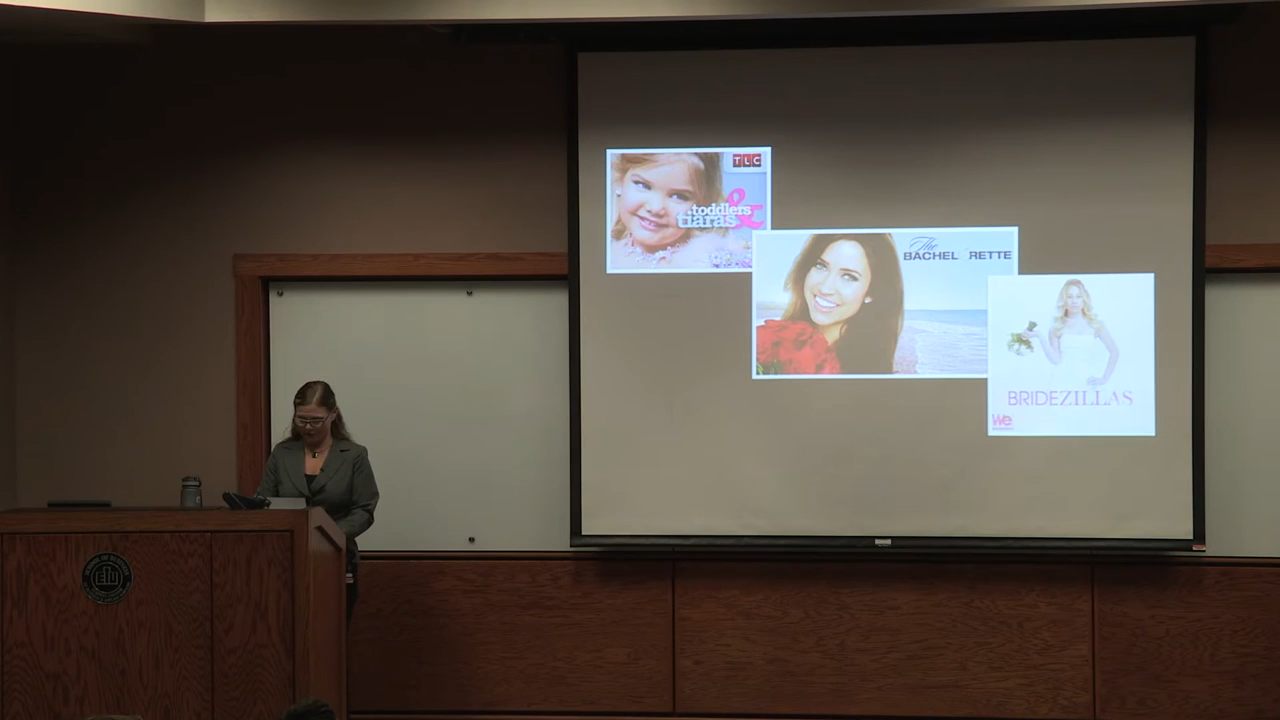 TLC
toddlers
&
tiaras
The
BACHEL RETTE
BRIDEZILLAS
we